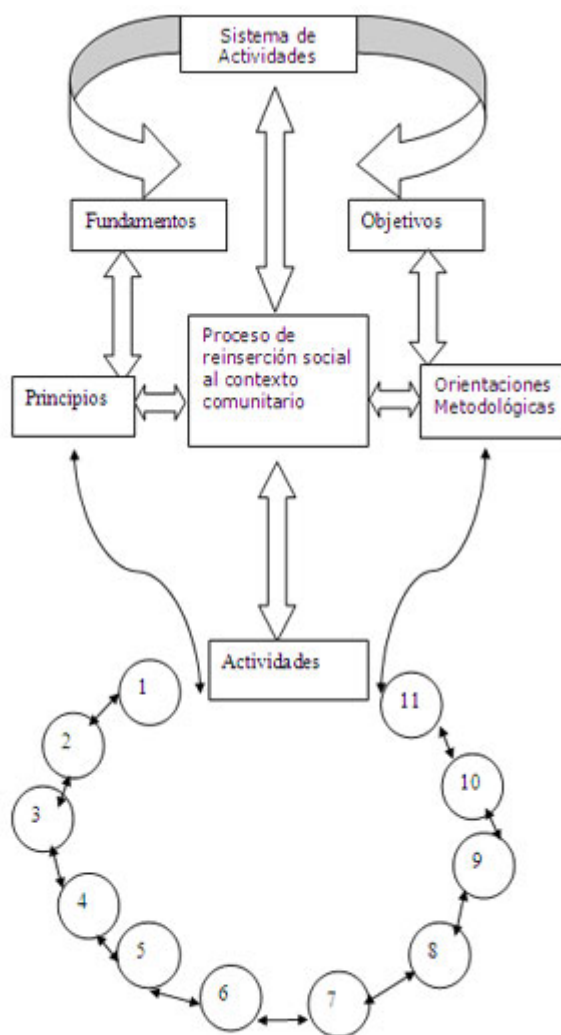 Sistema de
Actividades
Fundamentos
Objetivos
Proceso de
reinserción social
al contexto
comunitario
Principios
Orientaciones
Metodológicas
Actividades
1
2
3
4
5
6
7
8
9
10
11